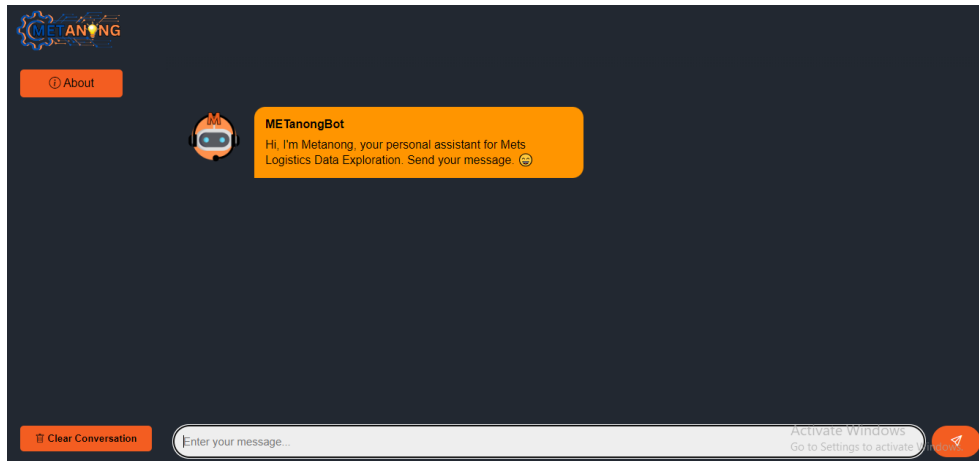 METANONG
About
M
METanongBot
Hi, I'm Metanong, your personal assistant for Mets
Logistics Data Exploration. Send your message. 😄
Clear Conversation
Enter your message...
Activate Windows
Go to Settings to activate Windows.